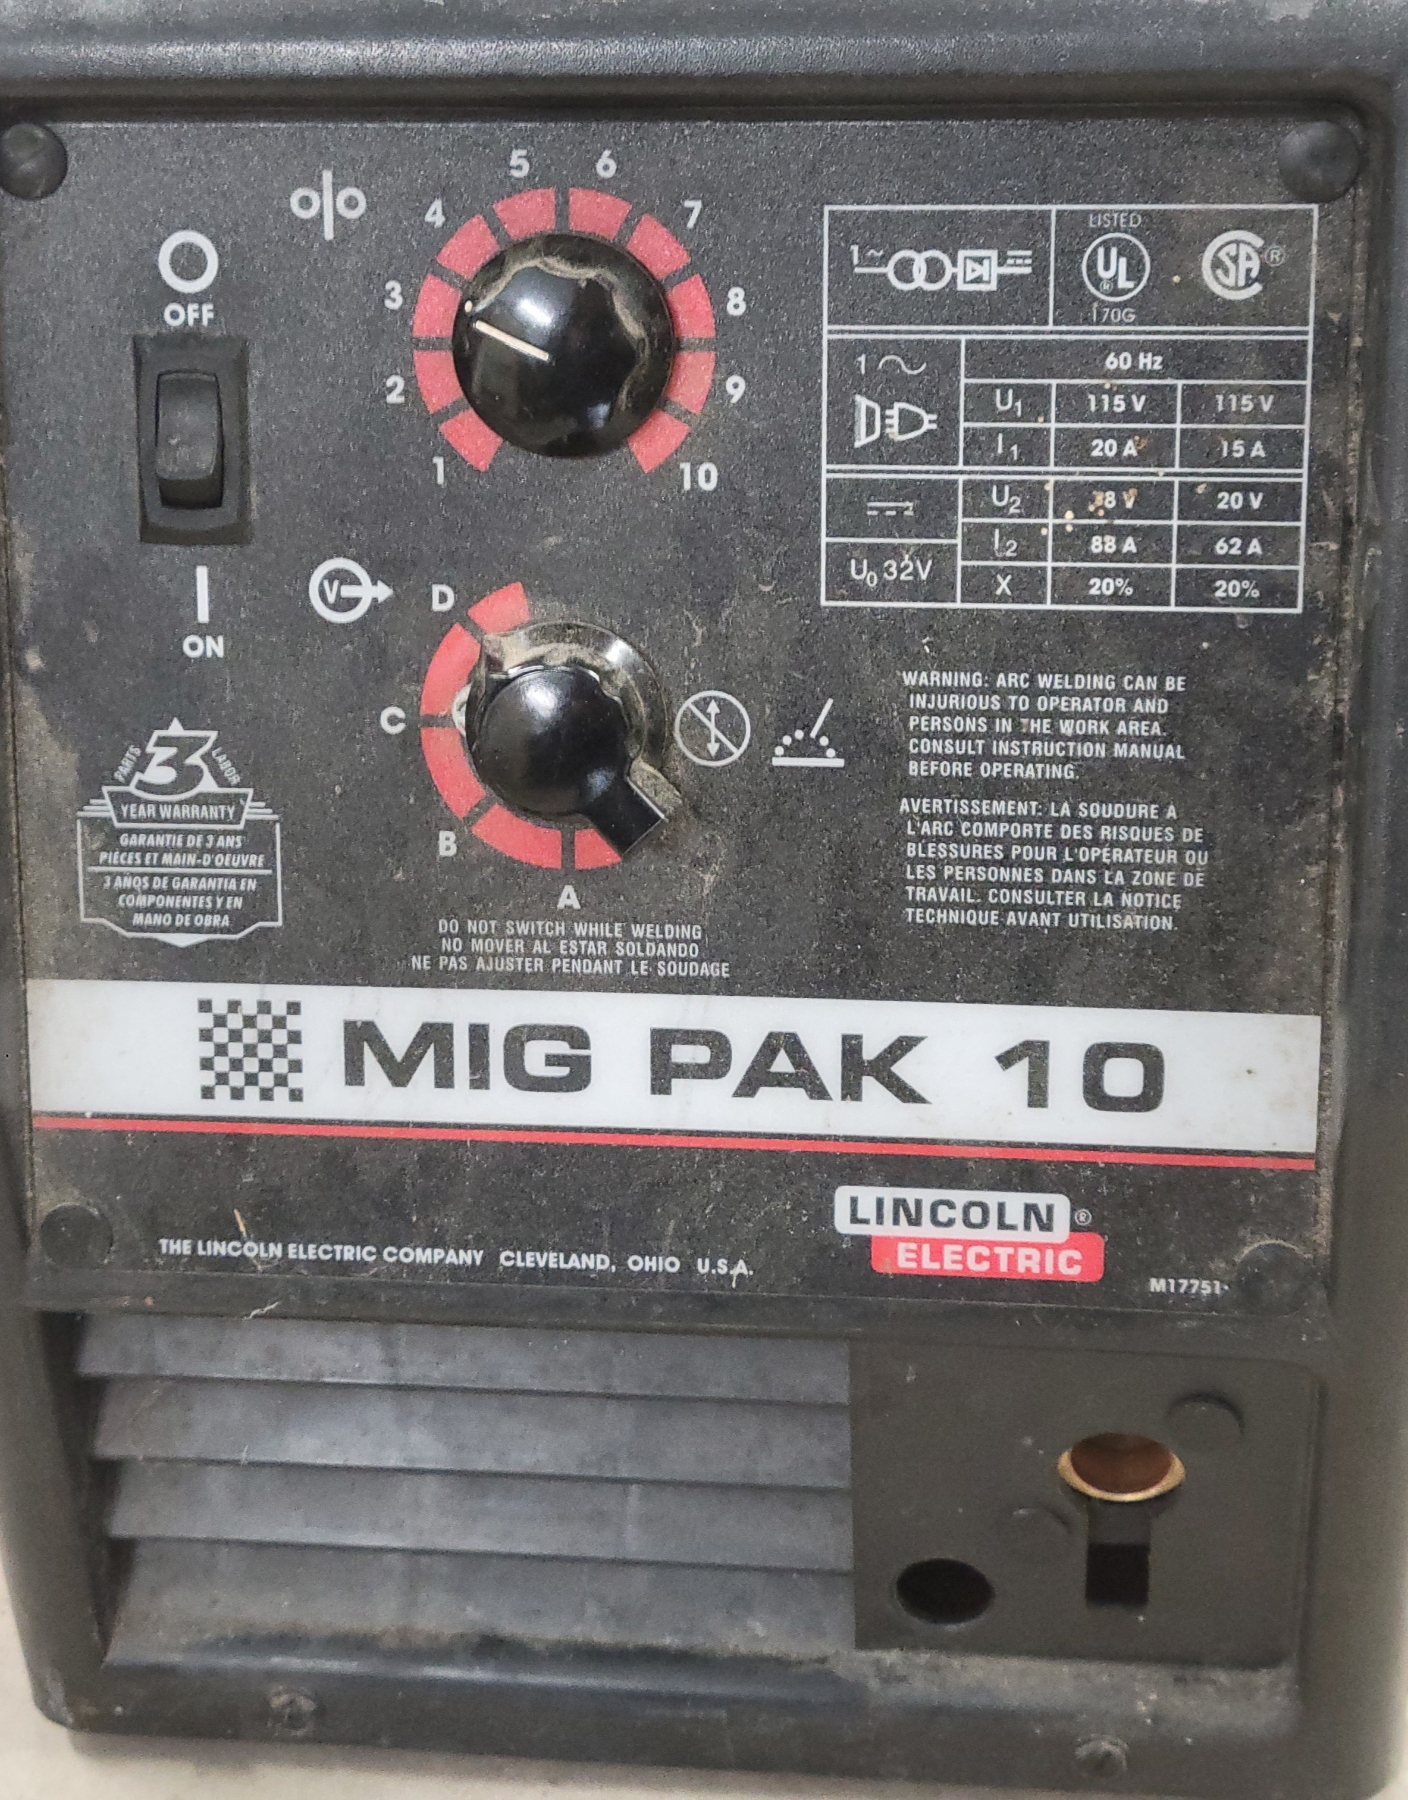 5 6
4 7
3 8
2 9
1 10
OFF
ON
V
D
C
B
A
DO NOT SWITCH WHILE WELDING
NO MOVER AL ESTAR SOLDANDO
NE PAS AJUSTER PENDANT LE SOUDAGE
PARTS 3 LABOR
YEAR WARRANTY
GARANTIE DE 3 ANS
PIÈCES ET MAIN-D'OEUVRE
3 AÑOS DE GARANTIA EN
COMPONENTES Y EN
MANO DE OBRA
1~
LISTED
UL ®
170G
SA ®
1
60 Hz
U1 115 V 115 V
I1 20 A 15 A
U2 20 V
I2 88 A 62 A
U0 32V
X 20% 20%
WARNING: ARC WELDING CAN BE
INJURIOUS TO OPERATOR AND
PERSONS IN THE WORK AREA.
CONSULT INSTRUCTION MANUAL
BEFORE OPERATING.
AVERTISSEMENT: LA SOUDURE A
L'ARC COMPORTE DES RISQUES DE
BLESSURES POUR L'OPERATEUR OU
LES PERSONNES DANS LA ZONE DE
TRAVAIL. CONSULTER LA NOTICE
TECHNIQUE AVANT UTILISATION.
MIG PAK 10
LINCOLN ®
ELECTRIC
THE LINCOLN ELECTRIC COMPANY CLEVELAND, OHIO U.S.A.
M17751